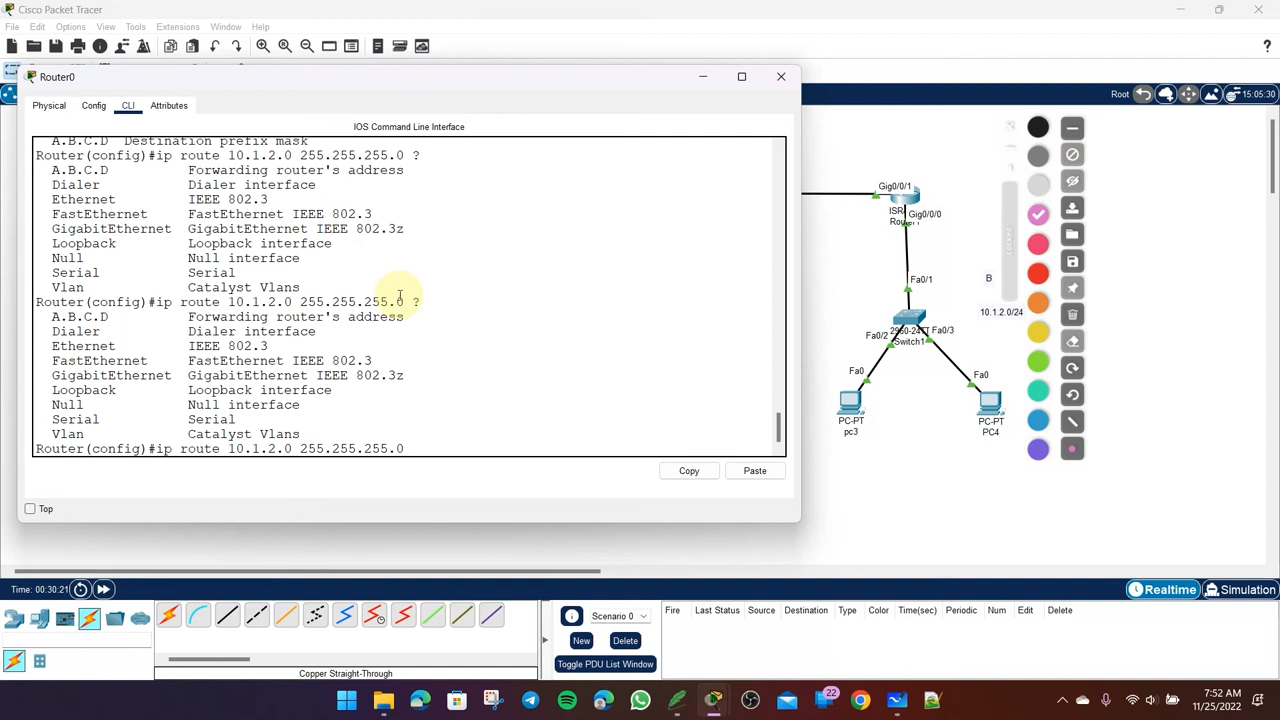 Cisco Packet Tracer
File Edit Options View Tools Extensions Window Help
Router0
Root
15:05:30
Physical Config CLI Attributes
IOS Command Line Interface
A.B.C.D Destination prefix mask
Router(config)#ip route 10.1.2.0 255.255.255.0 ?
A.B.C.D Forwarding router's address
Dialer Dialer interface
Ethernet IEEE 802.3
FastEthernet FastEthernet IEEE 802.3
GigabitEthernet GigabitEthernet IEEE 802.3z
Loopback Loopback interface
Null Null interface
Serial Serial
Vlan Catalyst Vlans
Router(config)#ip route 10.1.2.0 255.255.255.0 ?
A.B.C.D Forwarding router's address
Dialer Dialer interface
Ethernet IEEE 802.3
FastEthernet FastEthernet IEEE 802.3
GigabitEthernet GigabitEthernet IEEE 802.3z
Loopback Loopback interface
Null Null interface
Serial Serial
Vlan Catalyst Vlans
Router(config)#ip route 10.1.2.0 255.255.255.0
Copy Paste
Top
Gig0/0/1
Gig0/0/0
Fa0/1
B
10.1.2.0/24
Fa0/2
Fa0/3
Switch1
Fa0
Fa0
PC-PT
pc3
PC-PT
PC4
Time: 00:30:21
Realtime Simulation
Scenario 0
New Delete
Toggle PDU List Window
Fire Last Status Source Destination Type Color Time(sec) Periodic Num Edit Delete
Copper Straight-Through
22
7:52 AM
11/25/2022